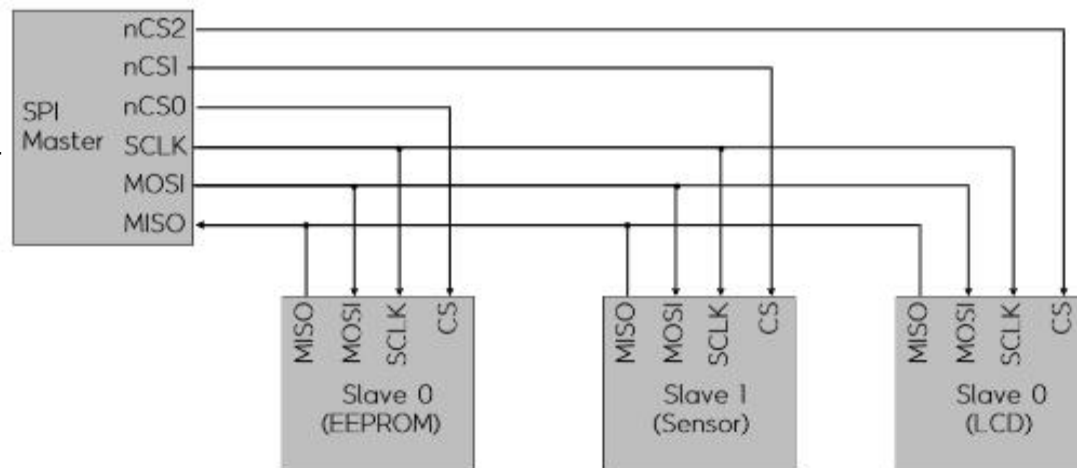 nCS2
nCS1
nCS0
SPI
Master
SCLK
MOSI
MISO
MISO
MOSI
SCLK
CS
MISO
MOSI
SCLK
CS
MISO
MOSI
SCLK
CS
Slave 0
(EEPROM)
Slave 1
(Sensor)
Slave 0
(LCD)